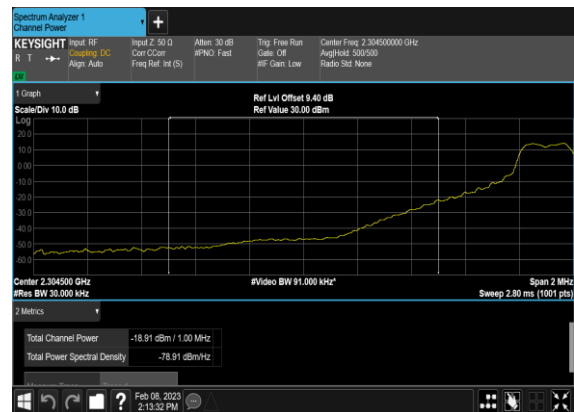 Spectrum Analyzer 1
Channel Power
+
KEYSIGHT
R T
LV
Input: RF
Coupling: DC
Align: Auto
Input Z: 50 Ω
Corr CCorr
Freq Ref: Int (S)
Atten: 30 dB
#PNO: Fast
Trig: Free Run
Gate: Off
#IF Gain: Low
Center Freq: 2.304500000 GHz
Avg|Hold: 500/500
Radio Std: None
1 Graph
Scale/Div 10.0 dB
Ref Lvl Offset 9.40 dB
Ref Value 30.00 dBm
Log
20.0
10.0
0.00
-10.0
-20.0
-30.0
-40.0
-50.0
-60.0
Center 2.304500 GHz
#Res BW 30.000 kHz
#Video BW 91.000 kHz*
Span 2 MHz
Sweep 2.80 ms (1001 pts)
2 Metrics
Total Channel Power -18.91 dBm / 1.00 MHz
Total Power Spectral Density -78.91 dBm/Hz
?
Feb 08, 2023
2:13:32 PM